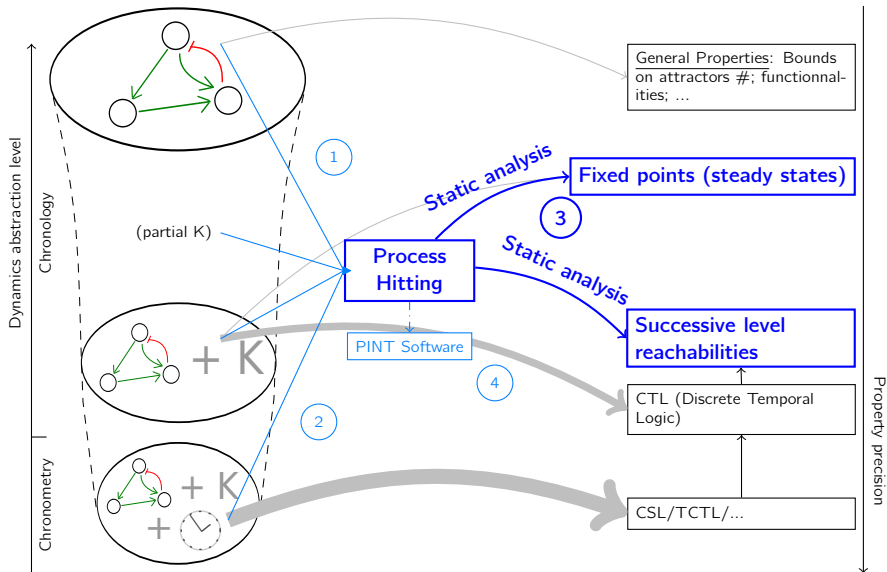 General Properties: Bounds
on attractors #; functionnal-
ities; ...
1
Static analysis
Fixed points (steady states)
3
Dynamics abstraction level
Chronology
(partial K)
Process
Hitting
Static analysis
Successive level
reachabilities
+ K
PINT Software
4
CTL (Discrete Temporal
Logic)
2
Property precision
Chronometry
+ K
+
CSL/TCTL/...